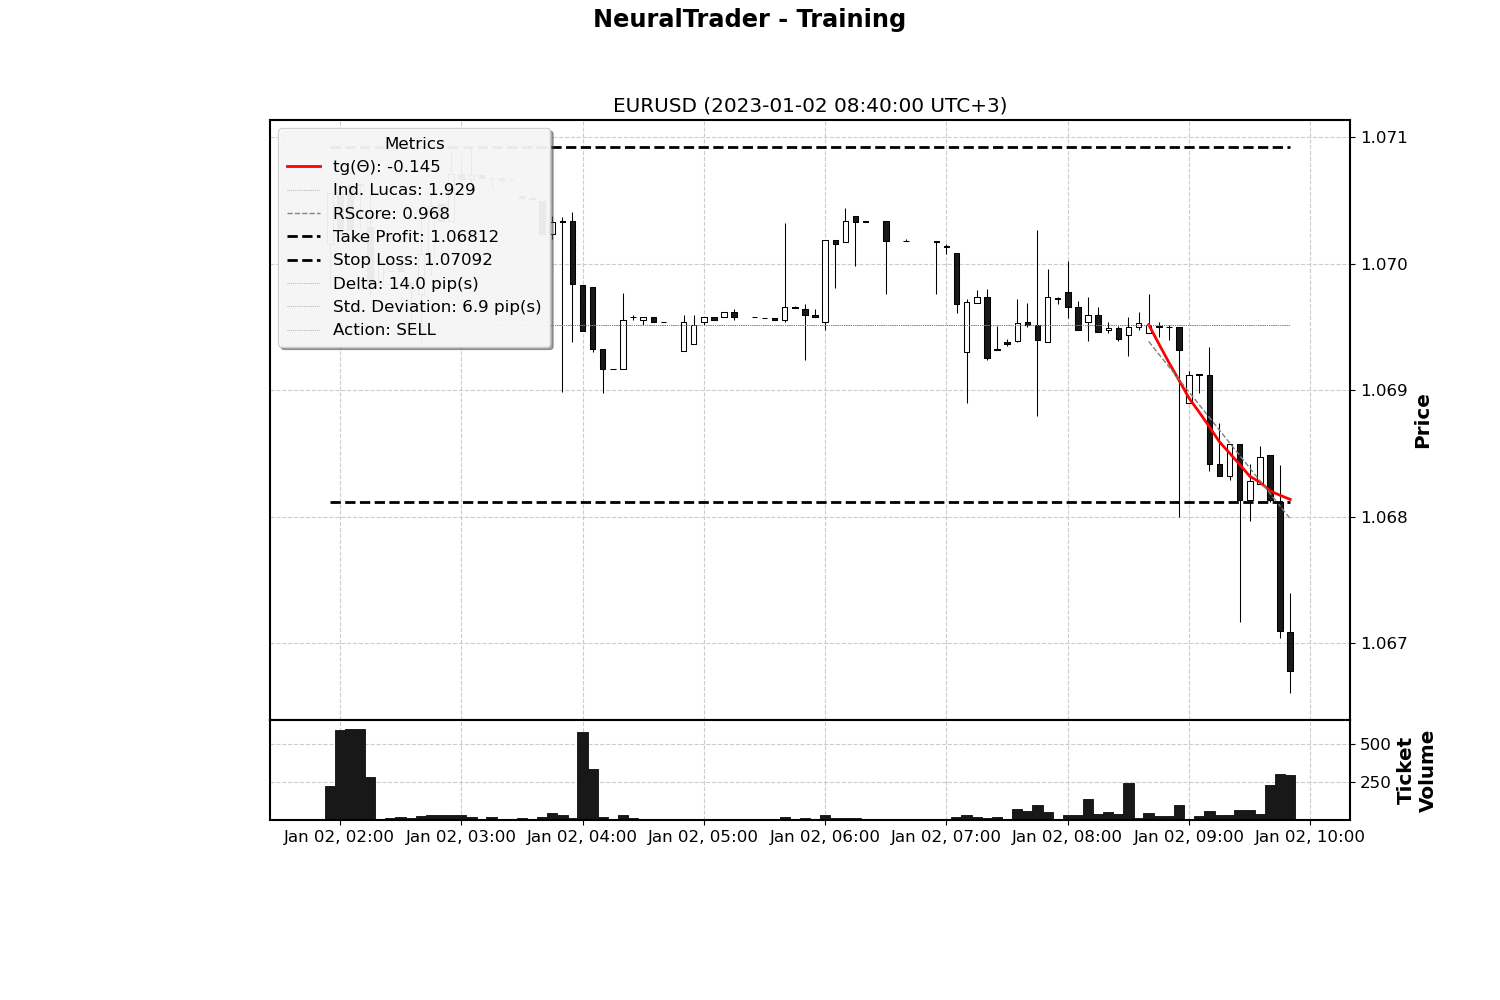 NeuralTrader - Training
EURUSD (2023-01-02 08:40:00 UTC+3)
Metrics
tg(Θ): -0.145
Ind. Lucas: 1.929
RScore: 0.968
Take Profit: 1.06812
Stop Loss: 1.07092
Delta: 14.0 pip(s)
Std. Deviation: 6.9 pip(s)
Action: SELL
1.071
1.070
1.069
1.068
1.067
Price
500
250
Ticket
Volume
Jan 02, 02:00 Jan 02, 03:00 Jan 02, 04:00 Jan 02, 05:00 Jan 02, 06:00 Jan 02, 07:00 Jan 02, 08:00 Jan 02, 09:00 Jan 02, 10:00